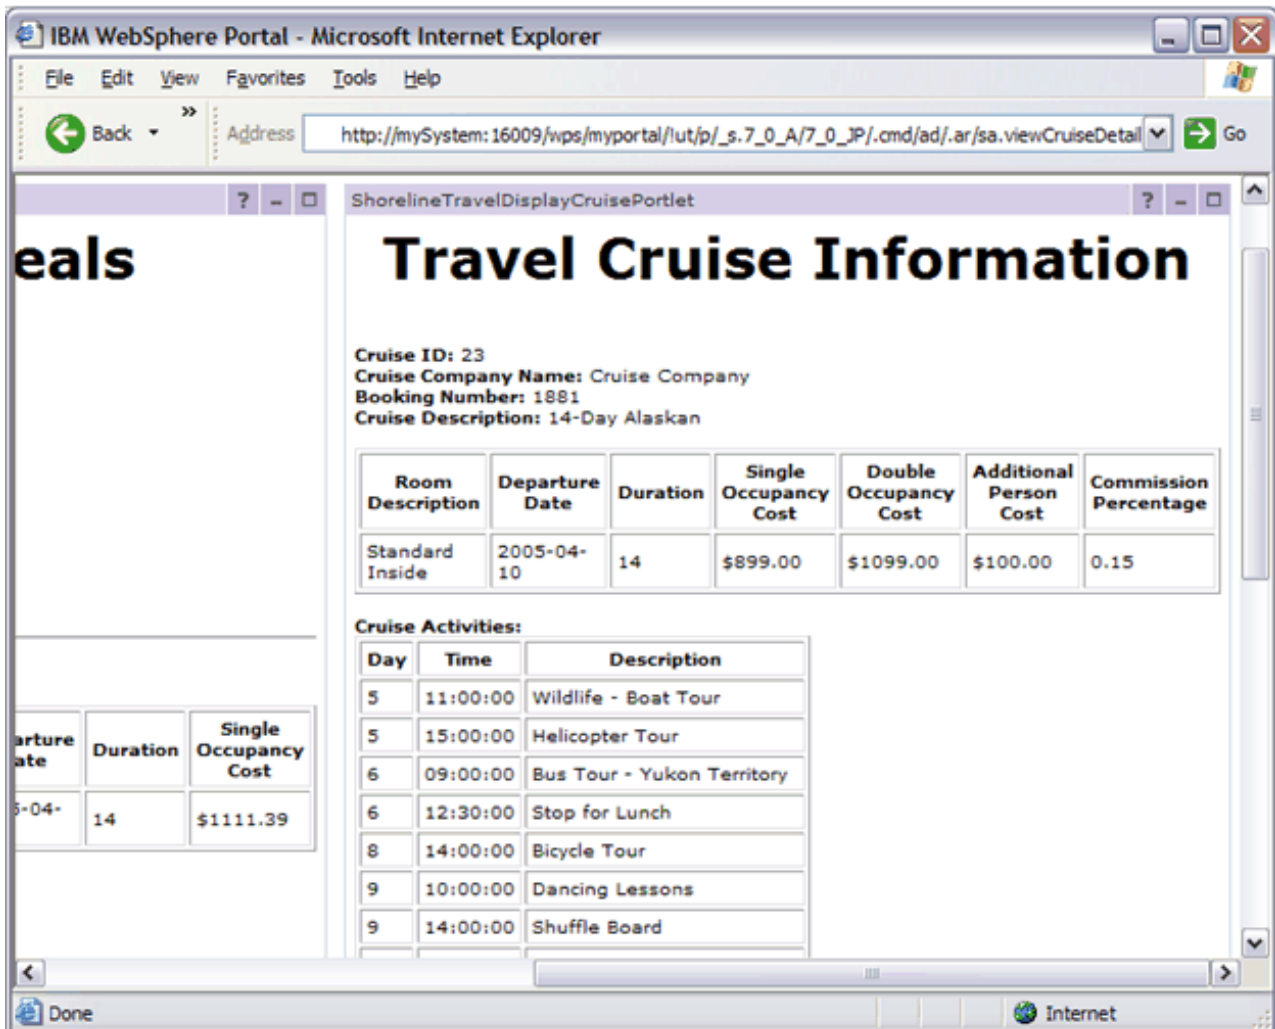 IBM WebSphere Portal - Microsoft Internet Explorer
File Edit View Favorites Tools Help
Back » Address http://mySystem:16009/wps/myportal/!ut/p/_s.7_0_A/7_0_JP/.cmd/ad/.ar/sa.viewCruiseDetail Go
? ShorelineTravelDisplayCruisePortlet ?
eals
Travel Cruise Information
Cruise ID: 23
Cruise Company Name: Cruise Company
Booking Number: 1881
Cruise Description: 14-Day Alaskan
Room Description Departure Date Duration Single Occupancy Cost Double Occupancy Cost Additional Person Cost Commission Percentage
Standard Inside 2005-04-10 14 $899.00 $1099.00 $100.00 0.15
Cruise Activities:
Day Time Description
5 11:00:00 Wildlife - Boat Tour
5 15:00:00 Helicopter Tour
6 09:00:00 Bus Tour - Yukon Territory
6 12:30:00 Stop for Lunch
8 14:00:00 Bicycle Tour
9 10:00:00 Dancing Lessons
9 14:00:00 Shuffle Board
arture ate Duration Single Occupancy Cost
-04- 14 $1111.39
Done Internet